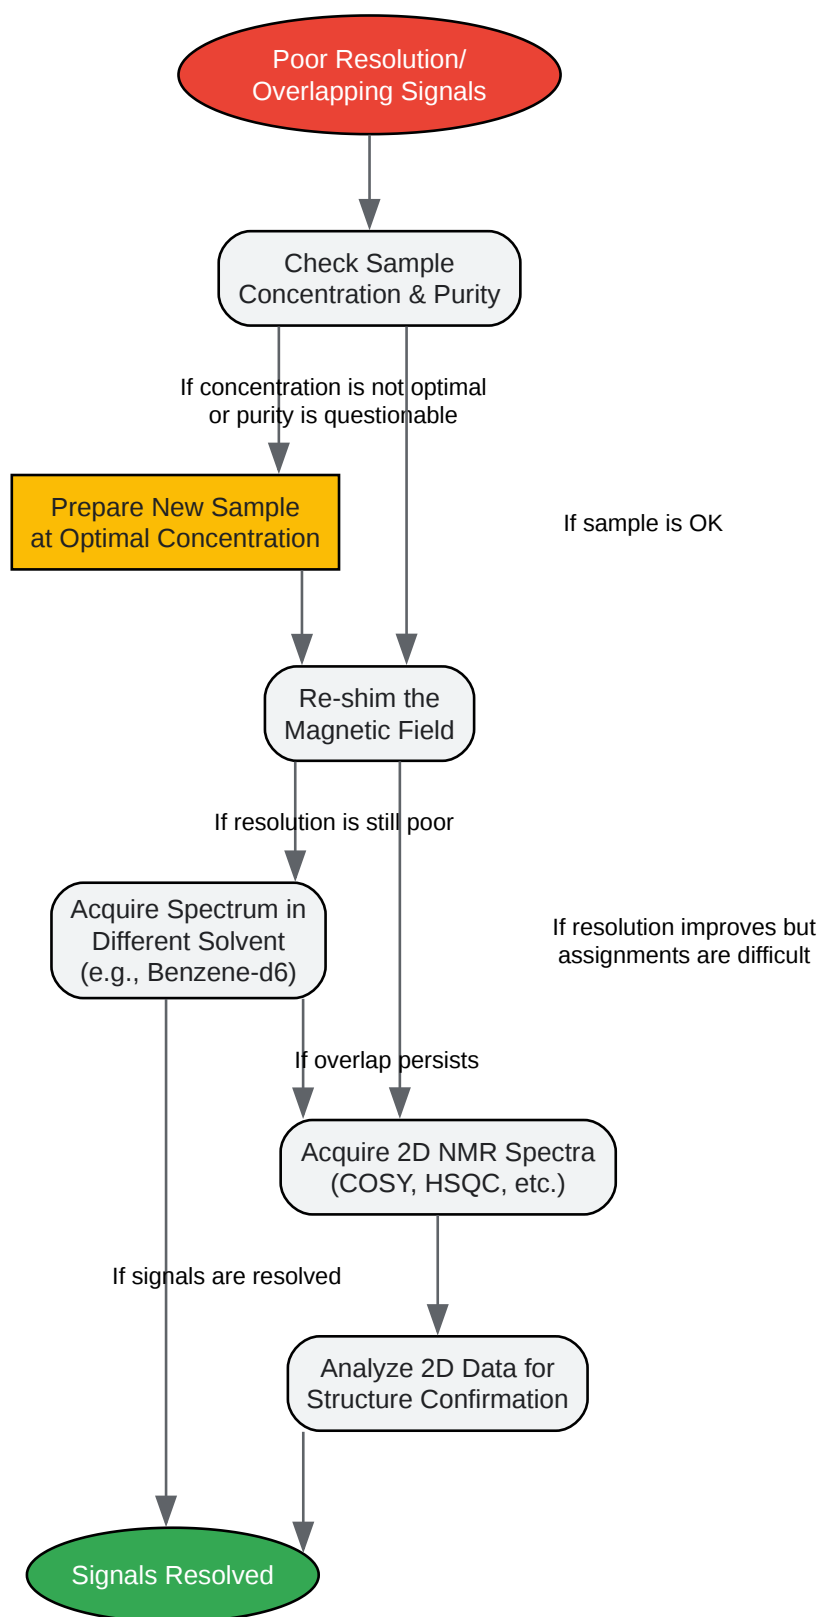 Poor Resolution/
Overlapping Signals
Check Sample
Concentration & Purity
If concentration is not optimal
or purity is questionable
Prepare New Sample
at Optimal Concentration
If sample is OK
Re-shim the
Magnetic Field
If resolution is still poor
Acquire Spectrum in
Different Solvent
(e.g., Benzene-d6)
If resolution improves but
assignments are difficult
If overlap persists
Acquire 2D NMR Spectra
(COSY, HSQC, etc.)
If signals are resolved
Analyze 2D Data for
Structure Confirmation
Signals Resolved